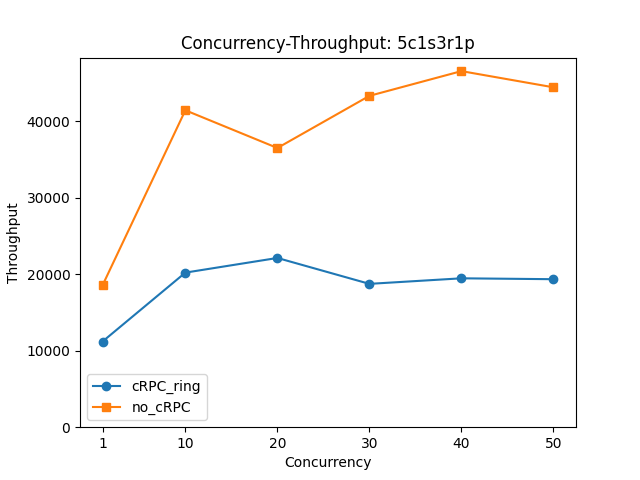 Concurrency-Throughput: 5c1s3r1p
Throughput
40000
30000
20000
10000
0
cRPC_ring
no_cRPC
1 10 20 30 40 50
Concurrency